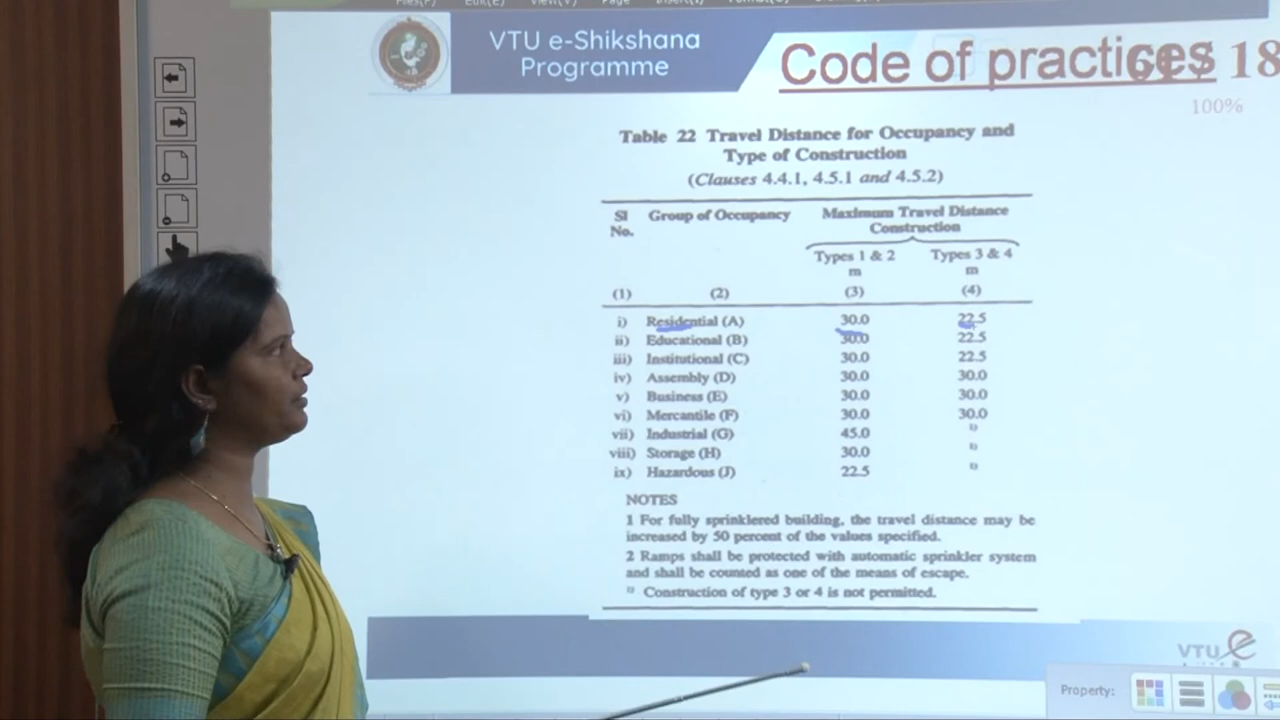 VTU e-Shikshana
Programme
Code of practices
100%
Table 22 Travel Distance for Occupancy and
Type of Construction
(Clauses 4.4.1, 4.5.1 and 4.5.2)
Sl Group of Occupancy Maximum Travel Distance
No. Construction
Types 1 & 2 Types 3 & 4
m m
(1) (2) (3) (4)
i) Residential (A) 30.0 22.5
ii) Educational (B) 30.0 22.5
iii) Institutional (C) 30.0 22.5
iv) Assembly (D) 30.0 30.0
v) Business (E) 30.0 30.0
vi) Mercantile (F) 30.0 30.0
vii) Industrial (G) 45.0 1)
viii) Storage (H) 30.0 1)
ix) Hazardous (J) 22.5 1)
NOTES
1 For fully sprinklered building, the travel distance may be
increased by 50 percent of the values specified.
2 Ramps shall be protected with automatic sprinkler system
and shall be counted as one of the means of escape.
1) Construction of type 3 or 4 is not permitted.
VTU e
Property: